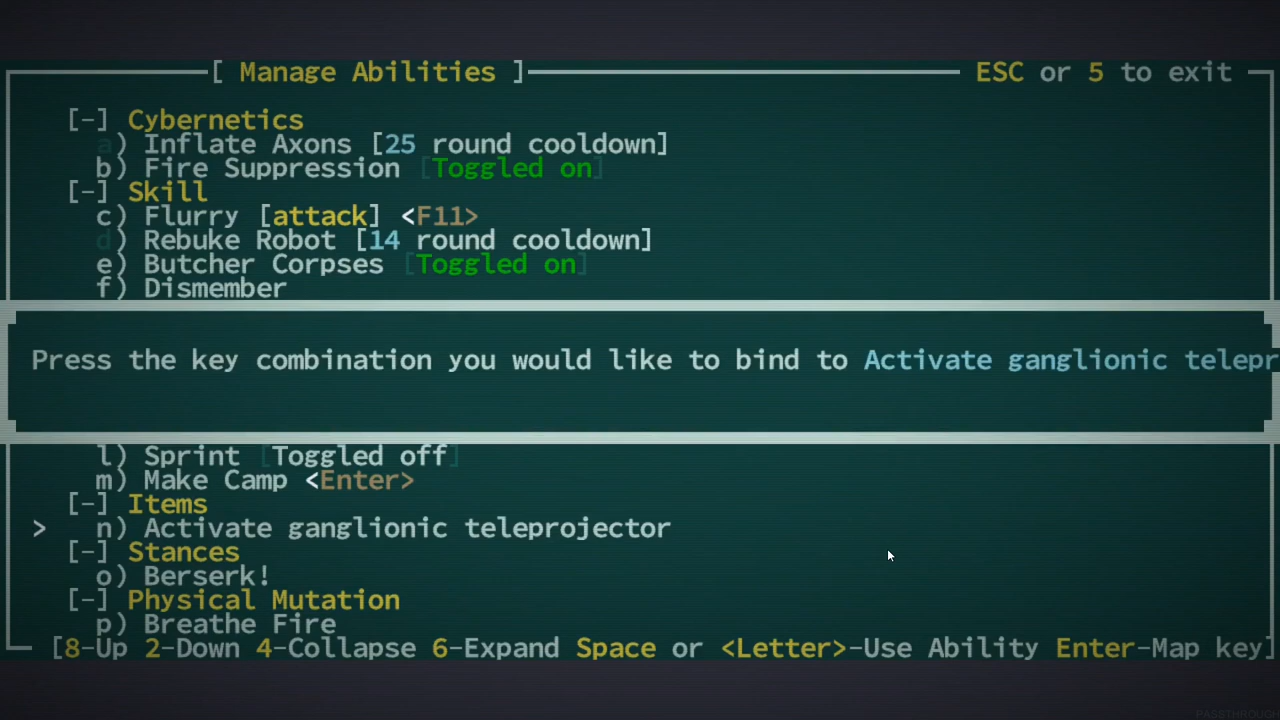 [ Manage Abilities ] ESC or 5 to exit
[-] Cybernetics
a) Inflate Axons [25 round cooldown]
b) Fire Suppression [Toggled on]
[-] Skill
c) Flurry [attack] <F11>
d) Rebuke Robot [14 round cooldown]
e) Butcher Corpses [Toggled on]
f) Dismember
Press the key combination you would like to bind to Activate ganglionic telepr
l) Sprint [Toggled off]
m) Make Camp <Enter>
[-] Items
> n) Activate ganglionic teleprojector
[-] Stances
o) Berserk!
[-] Physical Mutation
p) Breathe Fire
[8-Up 2-Down 4-Collapse 6-Expand Space or <Letter>-Use Ability Enter-Map key]